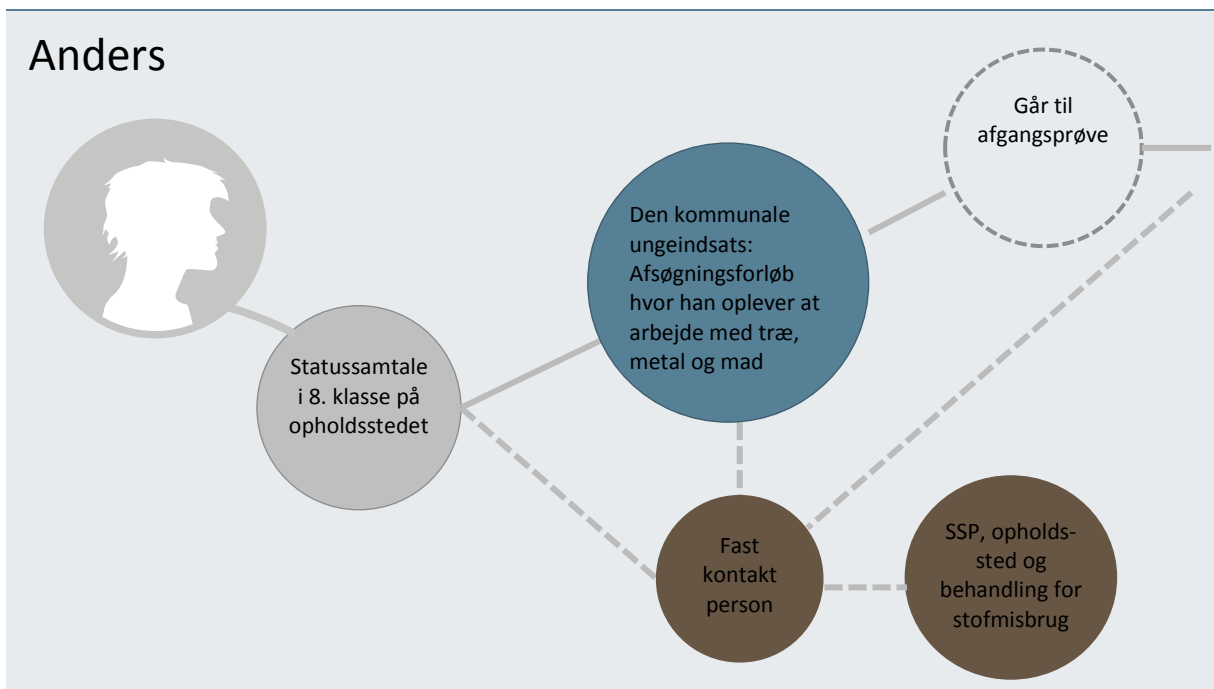 Anders
Statussamtale
i 8. klasse på
opholdsstedet
Den kommunale
ungeindsats:
Afsøgningsforløb
hvor han oplever at
arbejde med træ,
metal og mad
Går til
afgangsprøve
Fast
kontakt
person
SSP, opholds-
sted og
behandling for
stofmisbrug